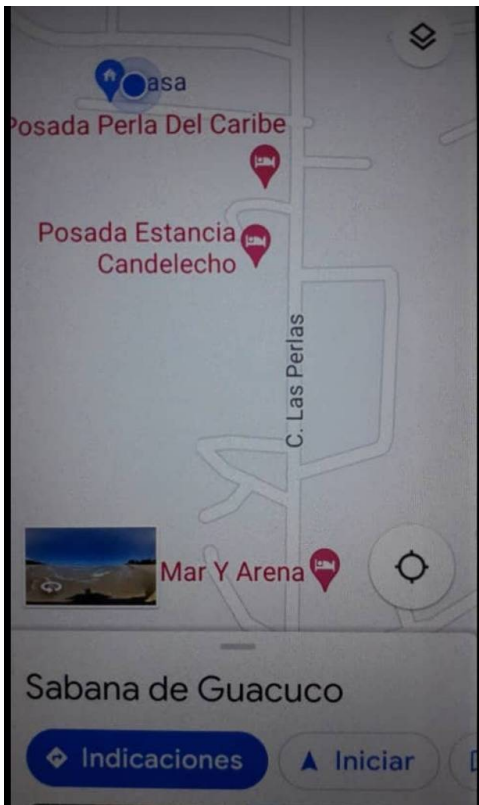 asa
Posada Perla Del Caribe
Posada Estancia
Candelecho
C. Las Perlas
Mar Y Arena
Sabana de Guacuco
Indicaciones
Iniciar